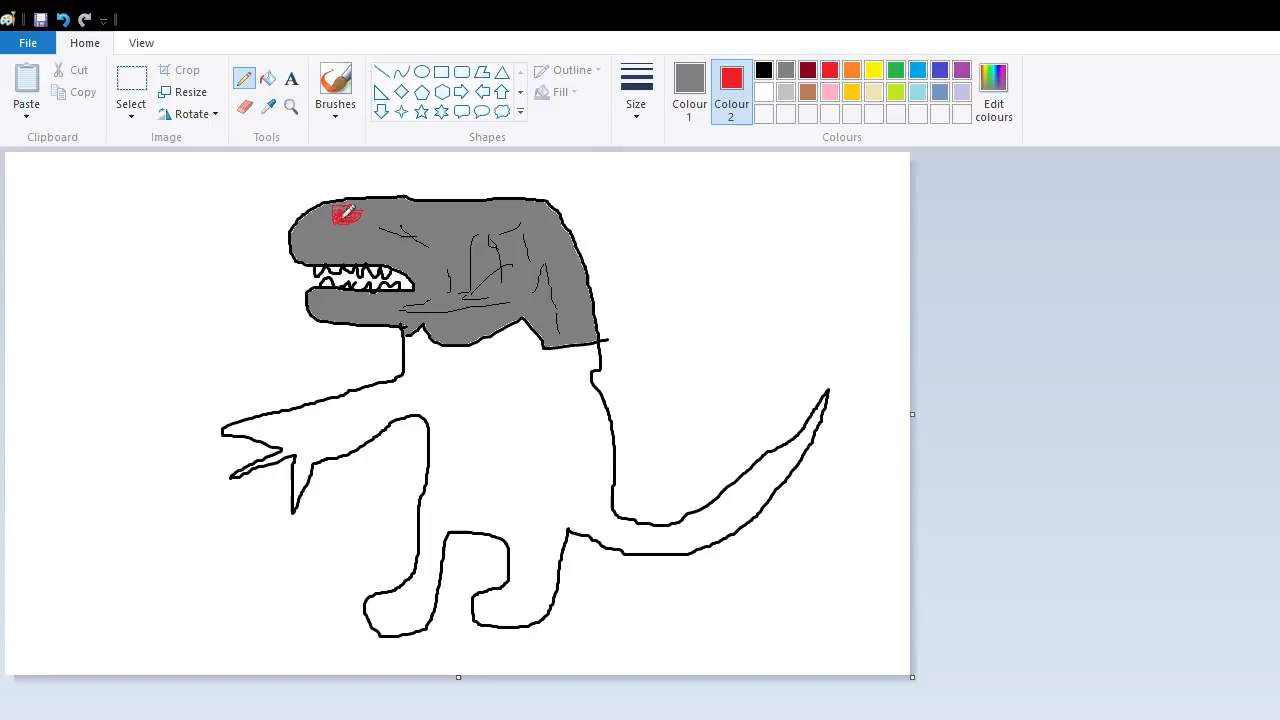 File Home View
Paste Cut Copy
Clipboard
Select Crop Resize Rotate
Image
A
Tools
Brushes
Outline Fill
Shapes
Size
Colour 1
Colour 2
Edit colours
Colours